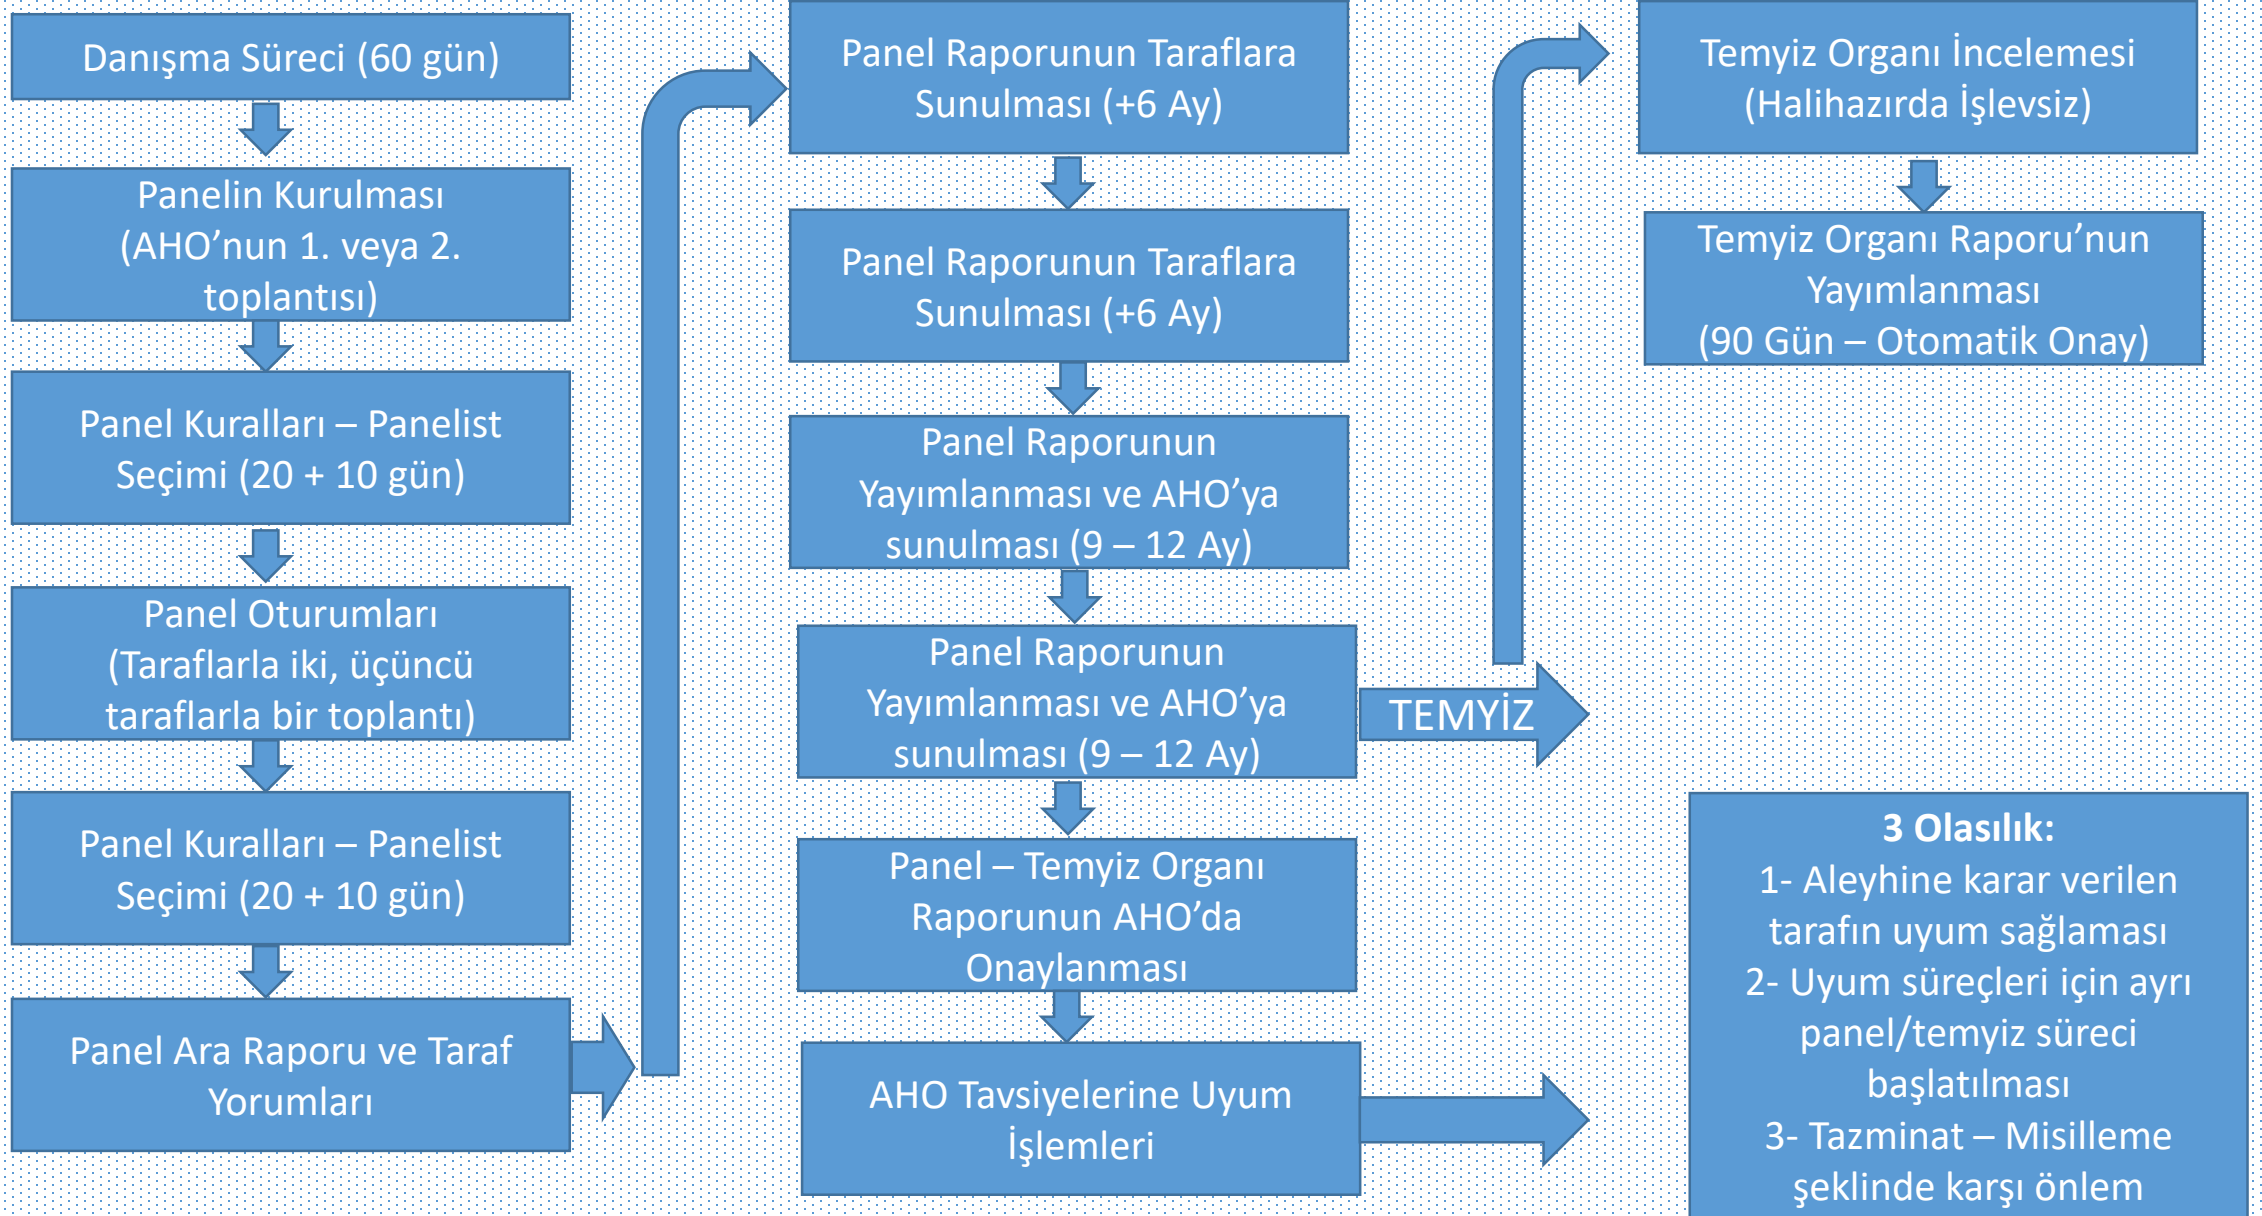 Danışma Süreci (60 gün)
Panelin Kurulması
(AHO’nun 1. veya 2.
toplantısı)
Panel Kuralları – Panelist
Seçimi (20 + 10 gün)
Panel Oturumları
(Taraflarla iki, üçüncü
taraflarla bir toplantı)
Panel Kuralları – Panelist
Seçimi (20 + 10 gün)
Panel Ara Raporu ve Taraf
Yorumları
Panel Raporunun Taraflara
Sunulması (+6 Ay)
Panel Raporunun Taraflara
Sunulması (+6 Ay)
Panel Raporunun
Yayımlanması ve AHO’ya
sunulması (9 – 12 Ay)
Panel Raporunun
Yayımlanması ve AHO’ya
sunulması (9 – 12 Ay)
TEMYİZ
Panel – Temyiz Organı
Raporunun AHO’da
Onaylanması
AHO Tavsiyelerine Uyum
İşlemleri
Temyiz Organı İncelemesi
(Halihazırda İşlevsiz)
Temyiz Organı Raporu’nun
Yayımlanması
(90 Gün – Otomatik Onay)
3 Olasılık:
1- Aleyhine karar verilen
tarafın uyum sağlaması
2- Uyum süreçleri için ayrı
panel/temyiz süreci
başlatılması
3- Tazminat – Misilleme
şeklinde karşı önlem